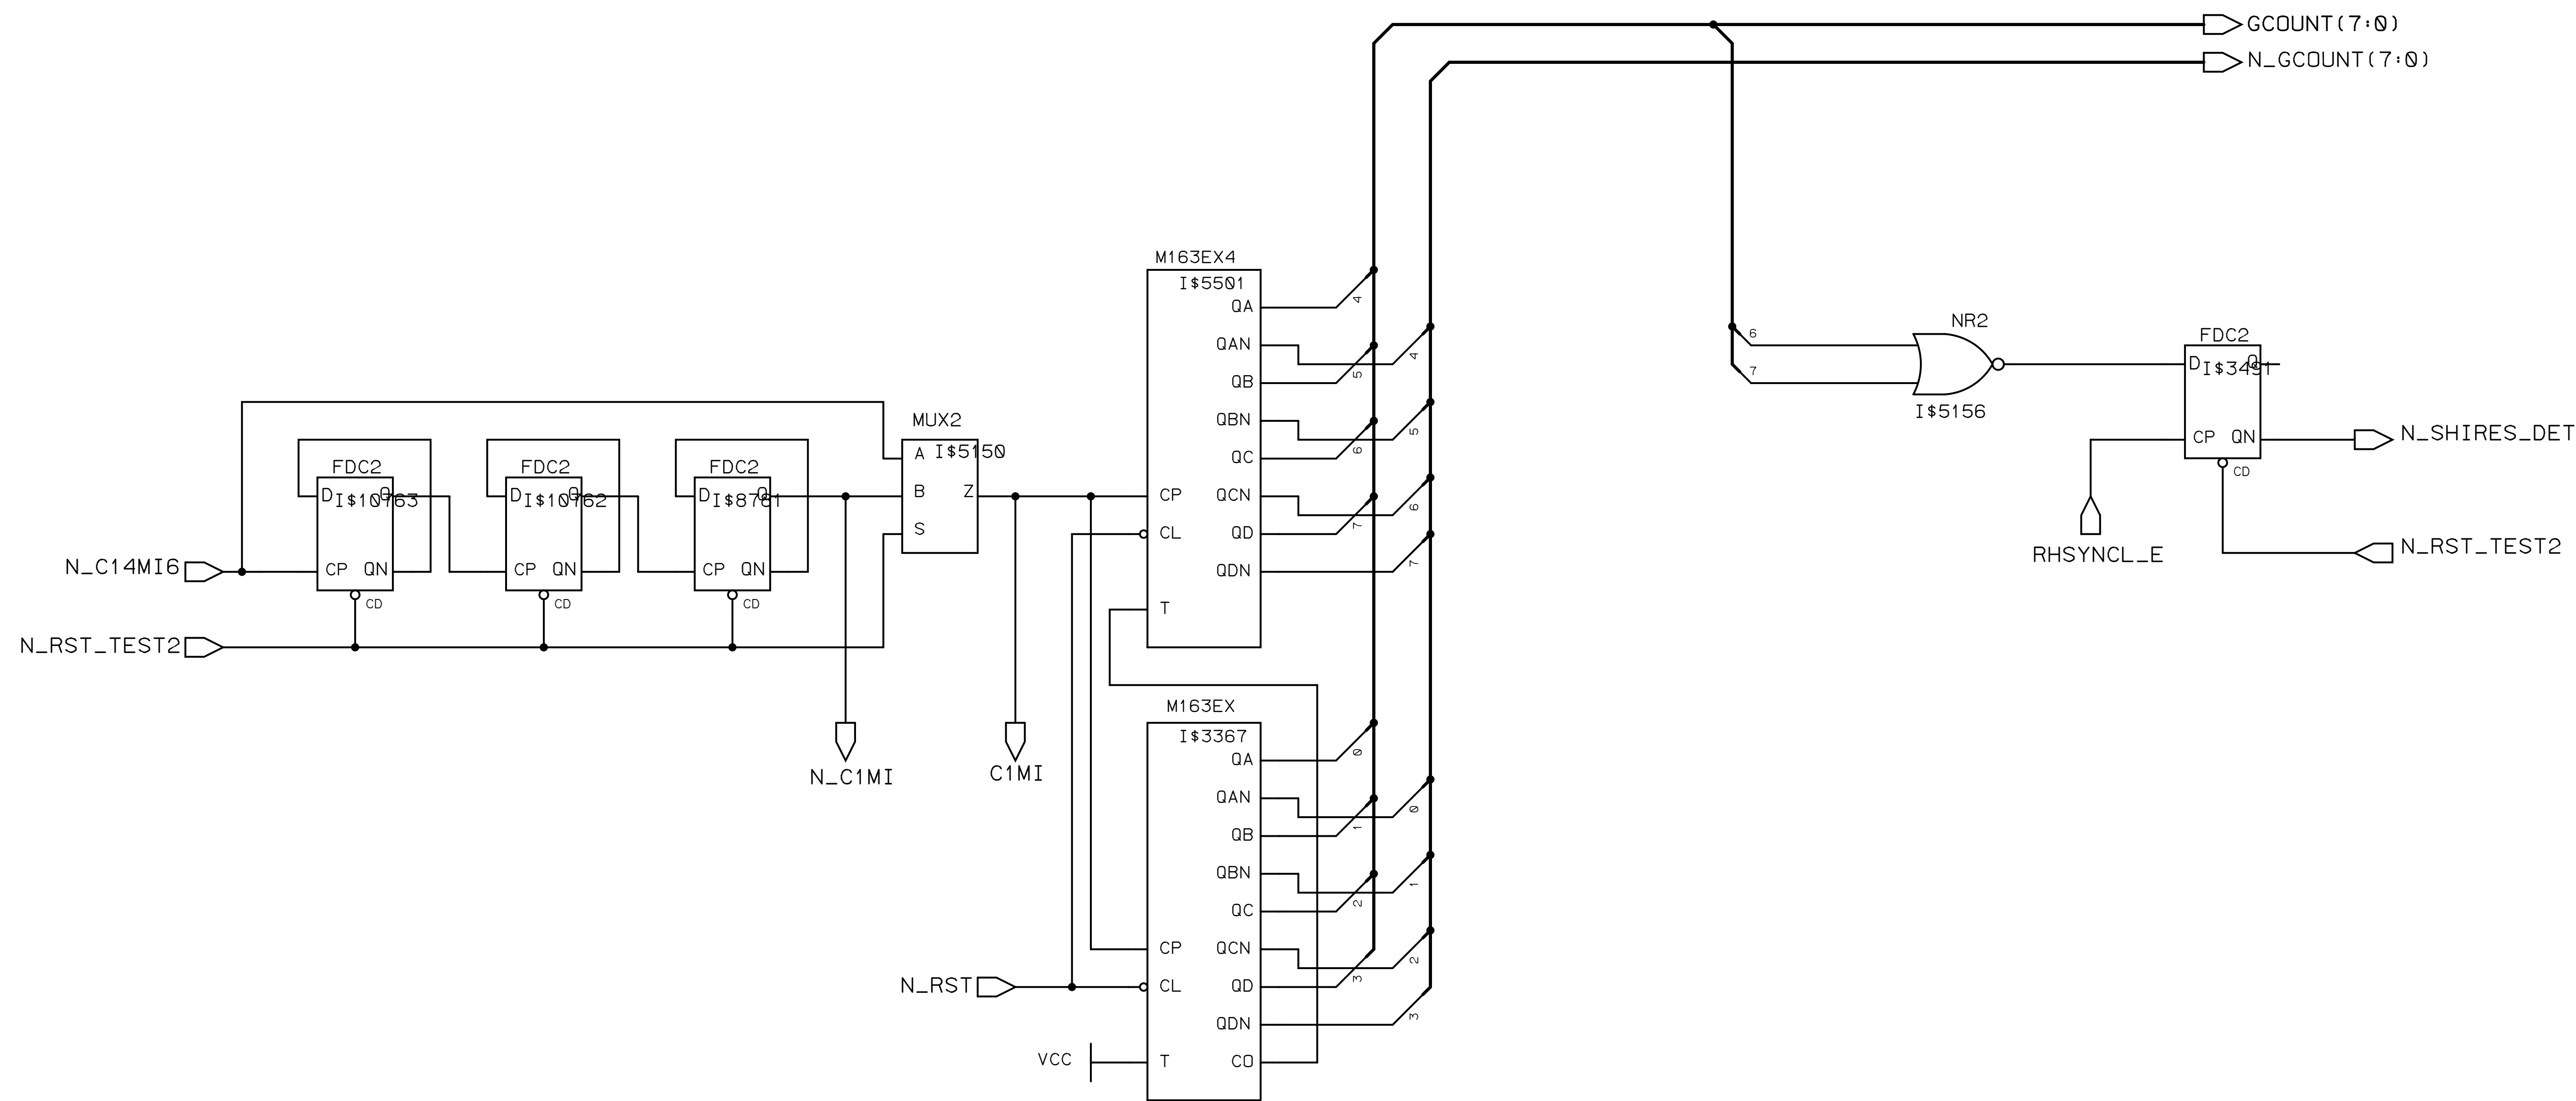 GCOUNT(7:0)
N_GCOUNT(7:0)
M163EX4
I$5501
QA
4
QAN
4
QB
5
QBN
5
QC
6
QCN
6
QD
7
QDN
7
CP
CL
T
NR2
6
7
I$5156
FDC2
D
Q
I$3491
CP
QN
CD
N_SHIRES_DET
RHSYNCL_E
N_RST_TEST2
MUX2
A
I$5150
B
Z
S
FDC2
D
Q
I$10763
CP
QN
CD
FDC2
D
Q
I$10762
CP
QN
CD
FDC2
D
Q
I$8781
CP
QN
CD
N_C14MI6
N_RST_TEST2
N_C1MI
C1MI
M163EX
I$3367
QA
0
QAN
0
QB
1
QBN
1
QC
2
QCN
2
QD
3
QDN
3
CP
CL
T
CO
N_RST
VCC